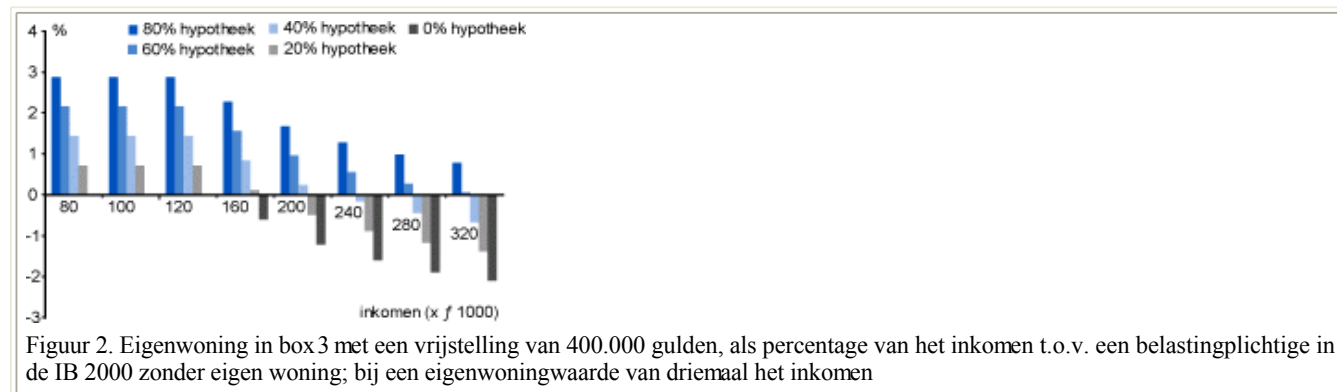 4 %
80% hypotheek 40% hypotheek 0% hypotheek
60% hypotheek 20% hypotheek
3
2
1
0
80 100 120 160 200 240 280 320
-1
-2
inkomen (x ƒ 1000)
-3
Figuur 2. Eigenwoning in box 3 met een vrijstelling van 400.000 gulden, als percentage van het inkomen t.o.v. een belastingplichtige in
de IB 2000 zonder eigen woning; bij een eigenwoningwaarde van driemaal het inkomen